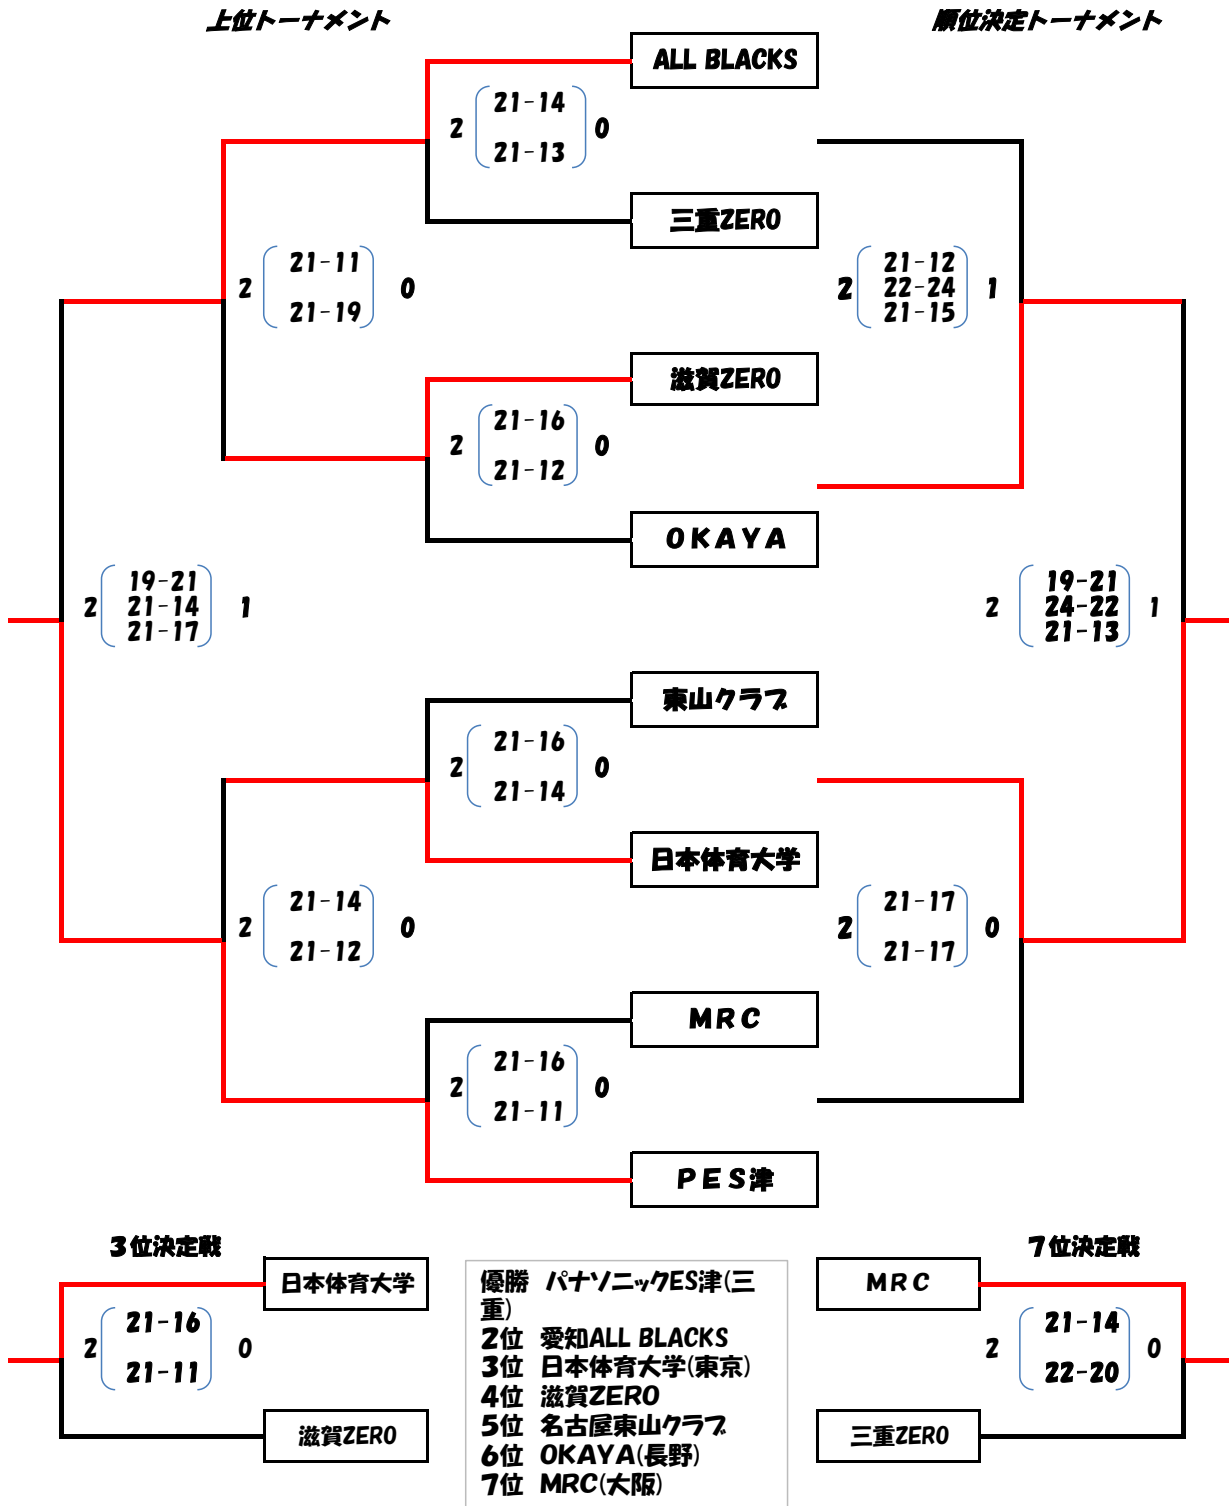 上位トーナメント
順位決定トーナメント
ALL BLACKS
21-14
2 0
21-13
三重ZERO
21-11
2 0
21-19
21-12
2 22-24 1
21-15
滋賀ZERO
21-16
2 0
21-12
OKAYA
19-21
2 21-14 1
21-17
19-21
2 24-22 1
21-13
東山クラブ
21-16
2 0
21-14
日本体育大学
21-14
2 0
21-12
21-17
2 0
21-17
MRC
21-16
2 0
21-11
PES津
3位決定戦
日本体育大学
21-16
2 0
21-11
滋賀ZERO
優勝 パナソニックES津(三
重)
2位 愛知ALL BLACKS
3位 日本体育大学(東京)
4位 滋賀ZERO
5位 名古屋東山クラブ
6位 OKAYA(長野)
7位 MRC(大阪)
7位決定戦
MRC
21-14
2 0
22-20
三重ZERO